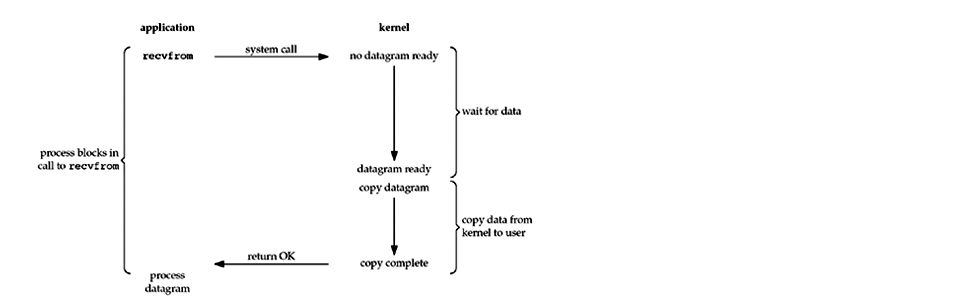 application
kernel
recvfrom
system call
no datagram ready
wait for data
process blocks in
call to recvfrom
datagram ready
copy datagram
copy data from
kernel to user
return OK
copy complete
process
datagram